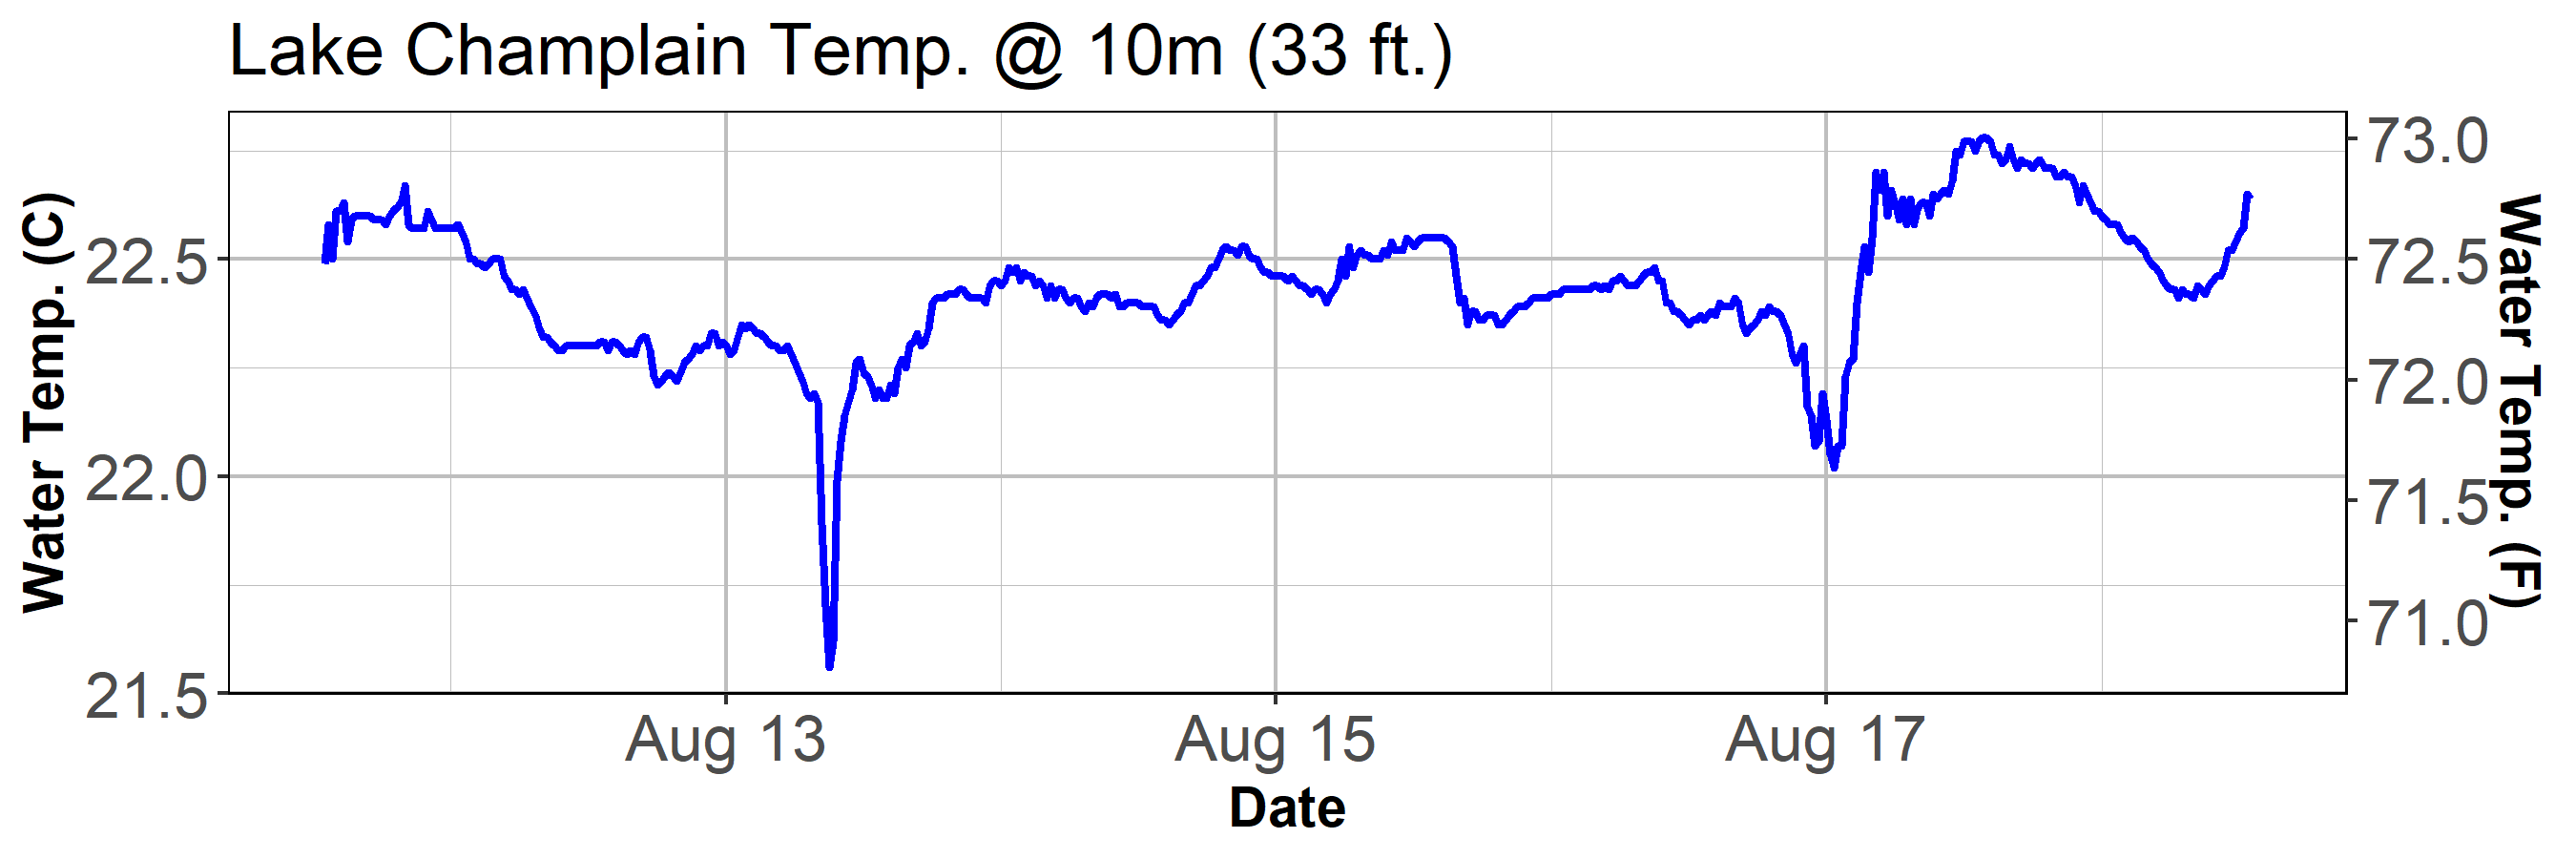 Lake Champlain Temp. @ 10m (33 ft.)
Water Temp. (C)
22.5
22.0
21.5
73.0
72.5
72.0
71.5
71.0
Water Temp. (F)
Aug 13
Aug 15
Aug 17
Date